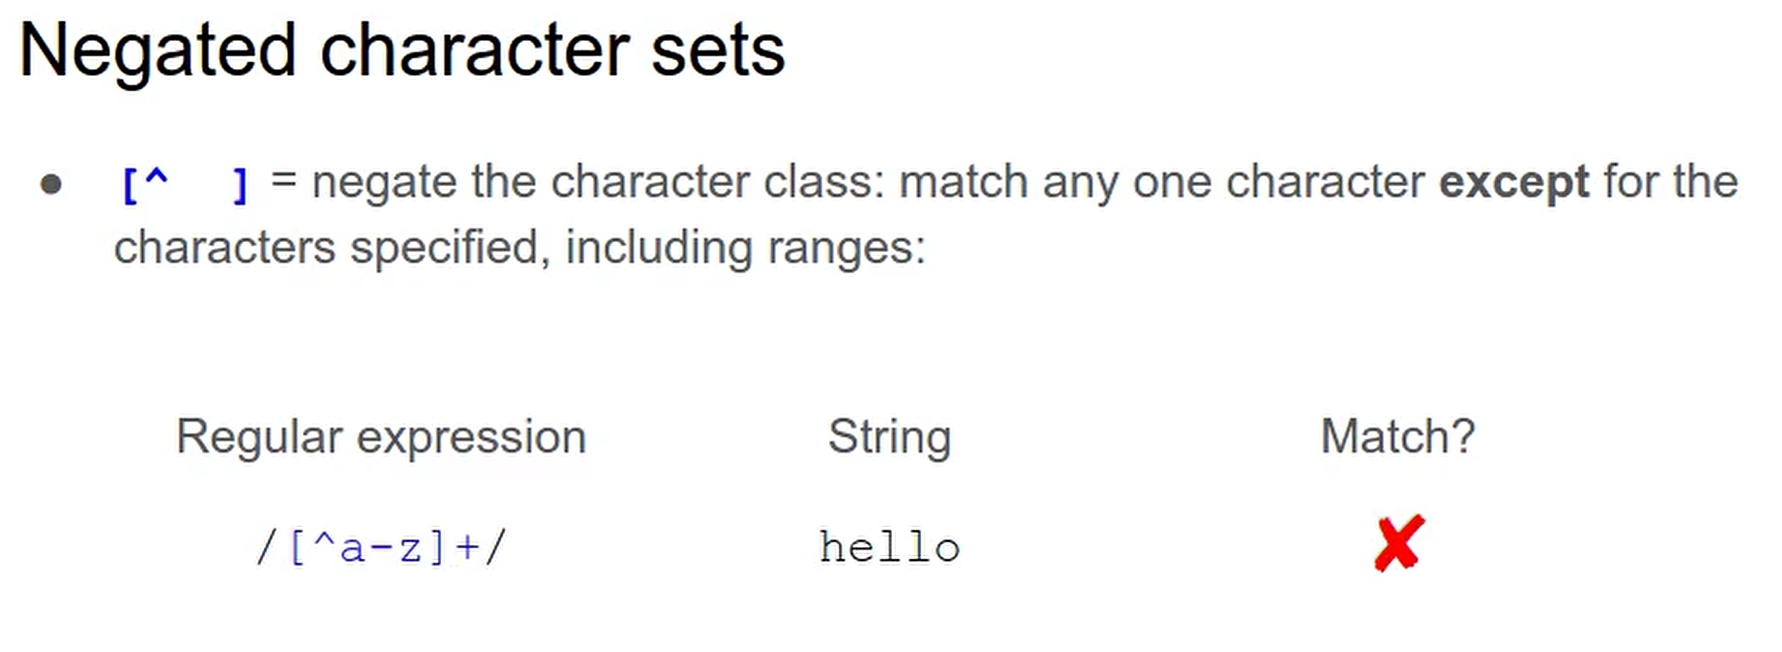 Negated character sets
● [^  ] = negate the character class: match any one character except for the
characters specified, including ranges:
Regular expression String Match?
/[^a-z]+/ hello ✘